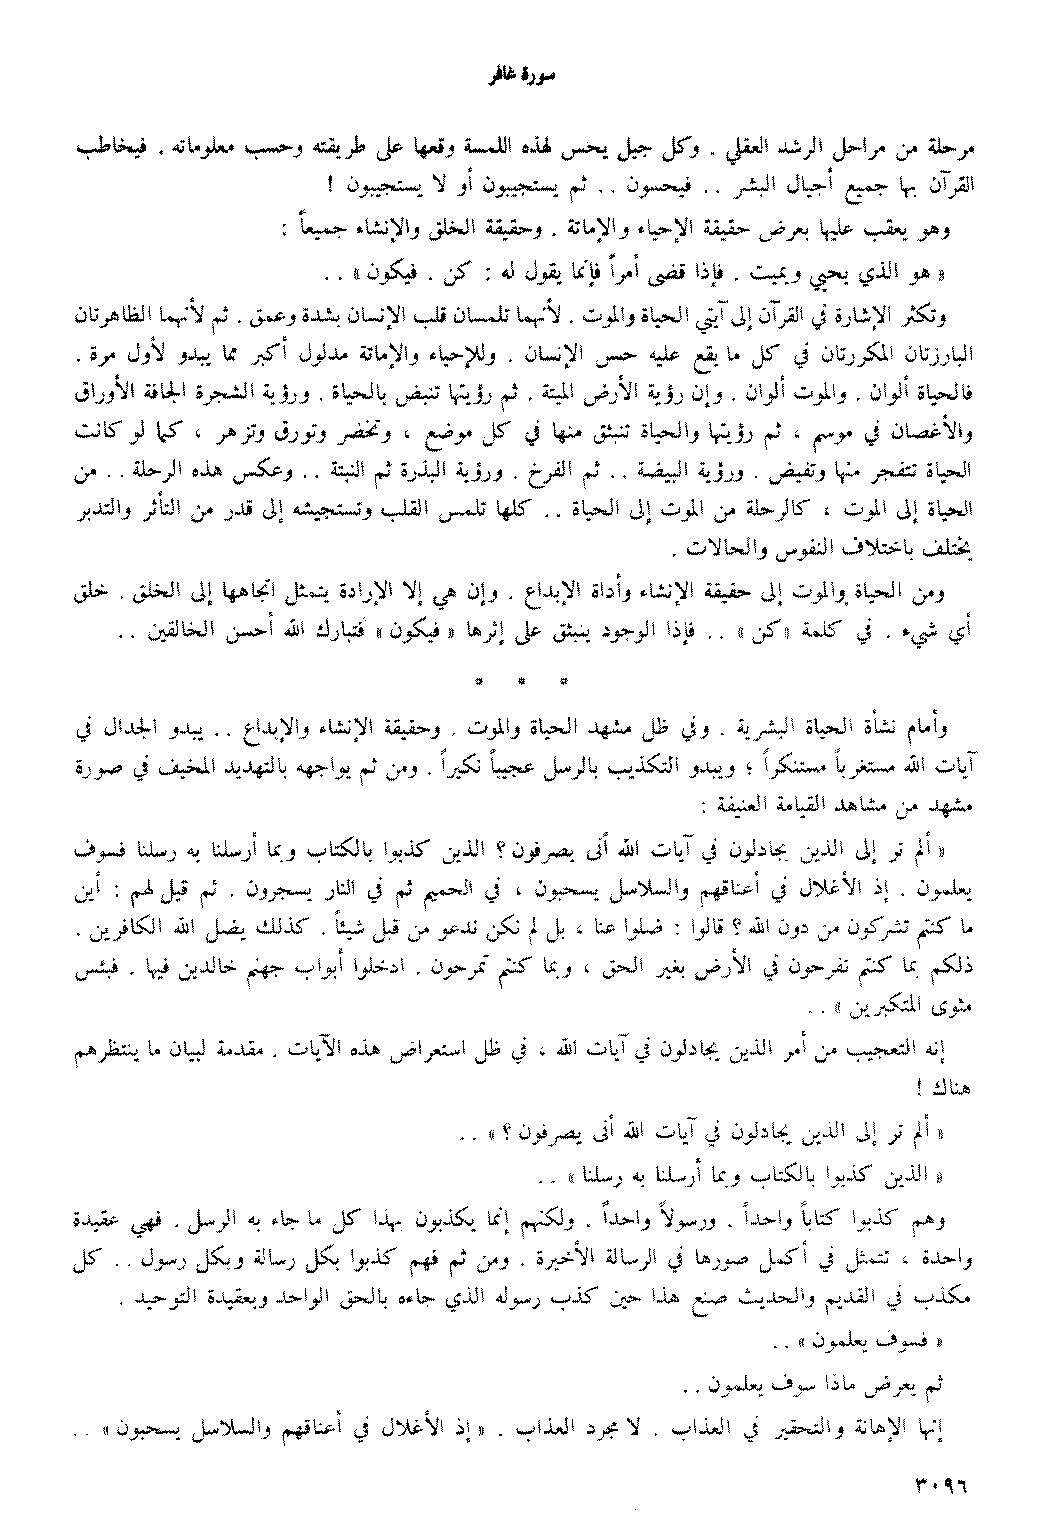 سورة غافر
مرحلة من مراحل الرشد العقلي . وكل جيل يحس لهذه اللمسة وقعها على طريقته وحسب معلوماته . فيخاطب
القرآن بها جميع أجيال البشر .. فيحسون .. ثم يستجيبون أو لا يستجيبون !
وهو يعقب عليها بعرض حقيقة الإحياء والإماتة . وحقيقة الخلق والإنشاء جميعاً :
« هو الذي يحيي ويميت . فإذا قضى أمراً فإنما يقول له : كن . فيكون » ..
وتكثر الإشارة في القرآن إلى آيتي الحياة والموت . لأنهما تلمسان قلب الإنسان بشدة وعمق . ثم لأنهما الظاهرتان
البارزتان المكررتان في كل ما يقع عليه حس الإنسان . وللإحياء والإماتة مدلول أكبر مما يبدو لأول مرة .
فالحياة ألوان . والموت ألوان . وإن رؤية الأرض الميتة . ثم رؤيتها تنبض بالحياة . ورؤية الشجرة الجافة الأوراق
والأغصان في موسم ، ثم رؤيتها والحياة تنبثق منها في كل موضع ، وتخضر وتورق وتزهر ، كما لو كانت
الحياة تتفجر منها وتفيض . ورؤية البيضة .. ثم الفرخ . ورؤية البذرة ثم النبتة .. وعكس هذه الرحلة .. من
الحياة إلى الموت ، كالرحلة من الموت إلى الحياة .. كلها تلمس القلب وتستجيشه إلى قدر من التأثر والتدبر
يختلف باختلاف النفوس والحالات .
ومن الحياة والموت إلى حقيقة الإنشاء وأداة الإبداع . وإن هي إلا الإرادة يتمثل اتجاهها إلى الخلق . خلق
أي شيء . في كلمة «كن » .. فإذا الوجود ينبثق على إثرها « فيكون » فتبارك الله أحسن الخالقين ..
* * *
وأمام نشأة الحياة البشرية . وفي ظل مشهد الحياة والموت . وحقيقة الإنشاء والإبداع .. يبدو الجدال في
آيات الله مستغرباً مستنكراً ؛ ويبدو التكذيب بالرسل عجيباً نكيراً . ومن ثم يواجهه بالتهديد المخيف في صورة
مشهد من مشاهد القيامة العنيفة :
« ألم تر إلى الذين يجادلون في آيات الله أنى يصرفون ؟ الذين كذبوا بالكتاب وبما أرسلنا به رسلنا فسوف
يعلمون . إذ الأغلال في أعناقهم والسلاسل يسحبون ، في الحميم ثم في النار يسجرون . ثم قيل لهم : أين
ما كنتم تشركون من دون الله ؟ قالوا : ضلوا عنا ، بل لم نكن ندعو من قبل شيئاً . كذلك يضل الله الكافرين .
ذلكم بما كنتم تفرحون في الأرض بغير الحق ، وبما كنتم تمرحون . ادخلوا أبواب جهنم خالدين فيها . فبئس
مثوى المتكبرين » ..
إنه التعجيب من أمر الذين يجادلون في آيات الله ، في ظل استعراض هذه الآيات . مقدمة لبيان ما ينتظرهم
هناك !
« ألم تر إلى الذين يجادلون في آيات الله أنى يصرفون ؟ » ..
« الذين كذبوا بالكتاب وبما أرسلنا به رسلنا » ..
وهم كذبوا كتاباً واحداً . ورسولاً واحداً . ولكنهم إنما يكذبون بهذا كل ما جاء به الرسل . فهي عقيدة
واحدة ، تتمثل في أكمل صورها في الرسالة الأخيرة . ومن ثم فهم كذبوا بكل رسالة وبكل رسول .. كل
مكذب في القديم والحديث صنع هذا حين كذب رسوله الذي جاءه بالحق الواحد وبعقيدة التوحيد .
« فسوف يعلمون » ..
ثم يعرض ماذا سوف يعلمون ..
إنها الإهانة والتحقير في العذاب . لا مجرد العذاب . « إذ الأغلال في أعناقهم والسلاسل يسحبون » ..
٣٠٩٦